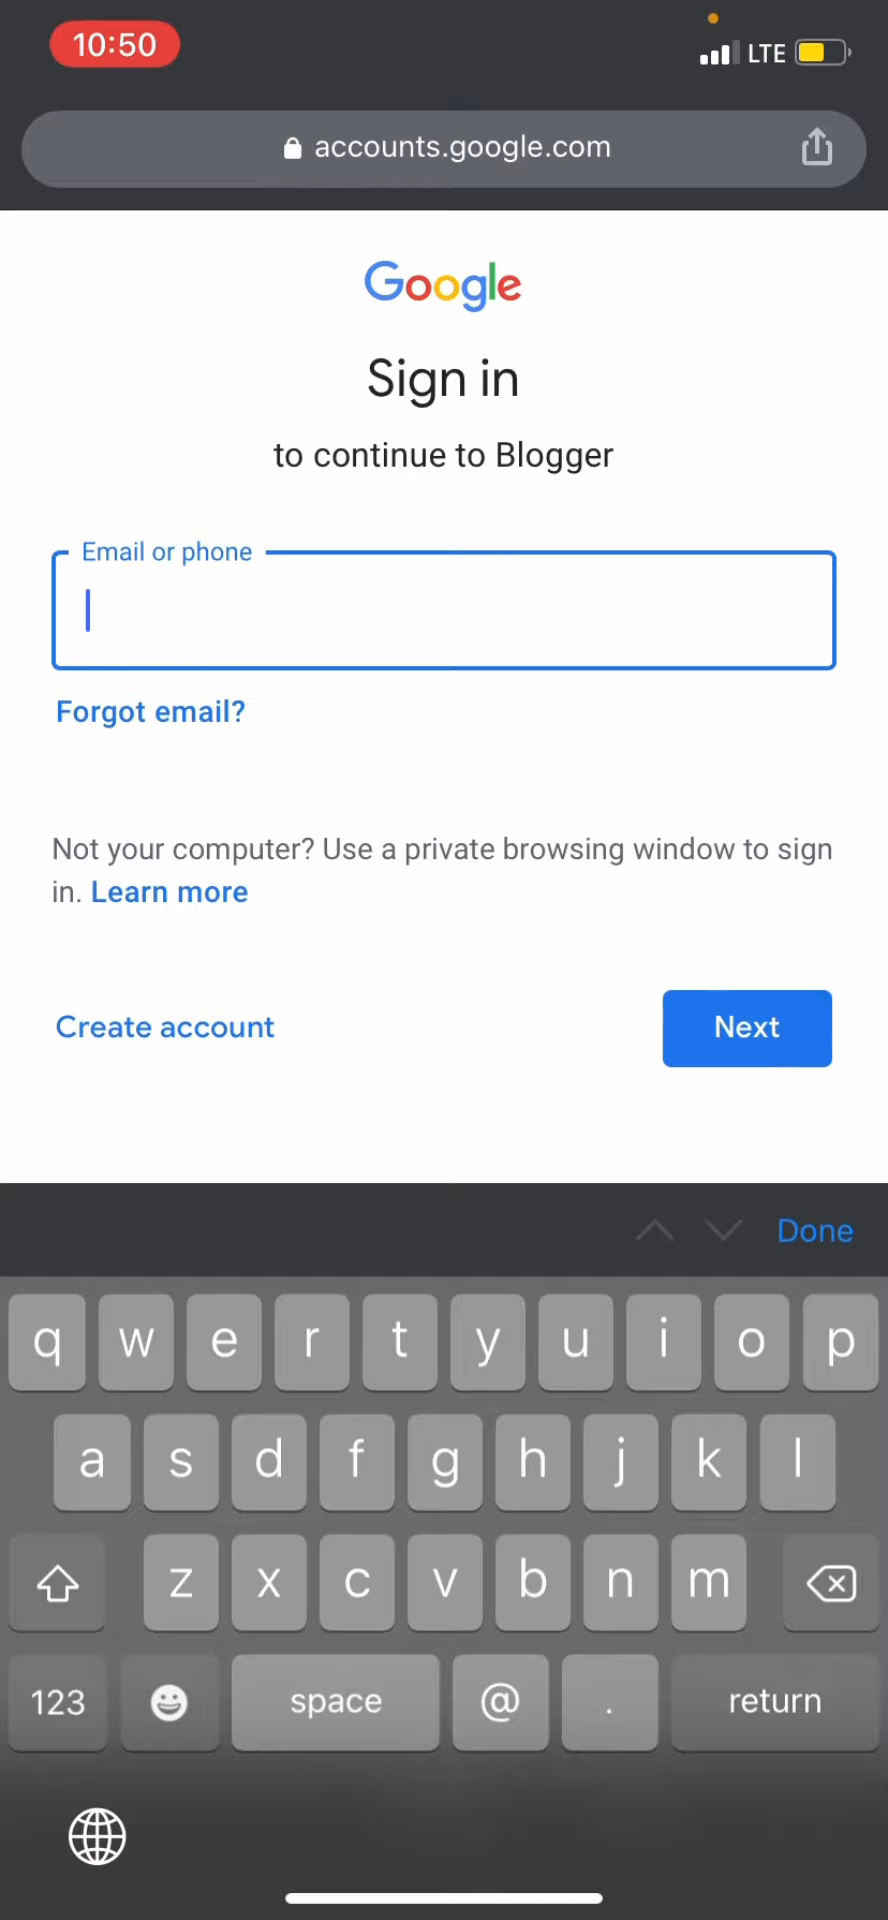 10:50
LTE
accounts.google.com
Google
Sign in
to continue to Blogger
Email or phone
Forgot email?
Not your computer? Use a private browsing window to sign
in. Learn more
Create account
Next
Done
q w e r t y u i o p
a s d f g h j k l
z x c v b n m
123 space @ . return